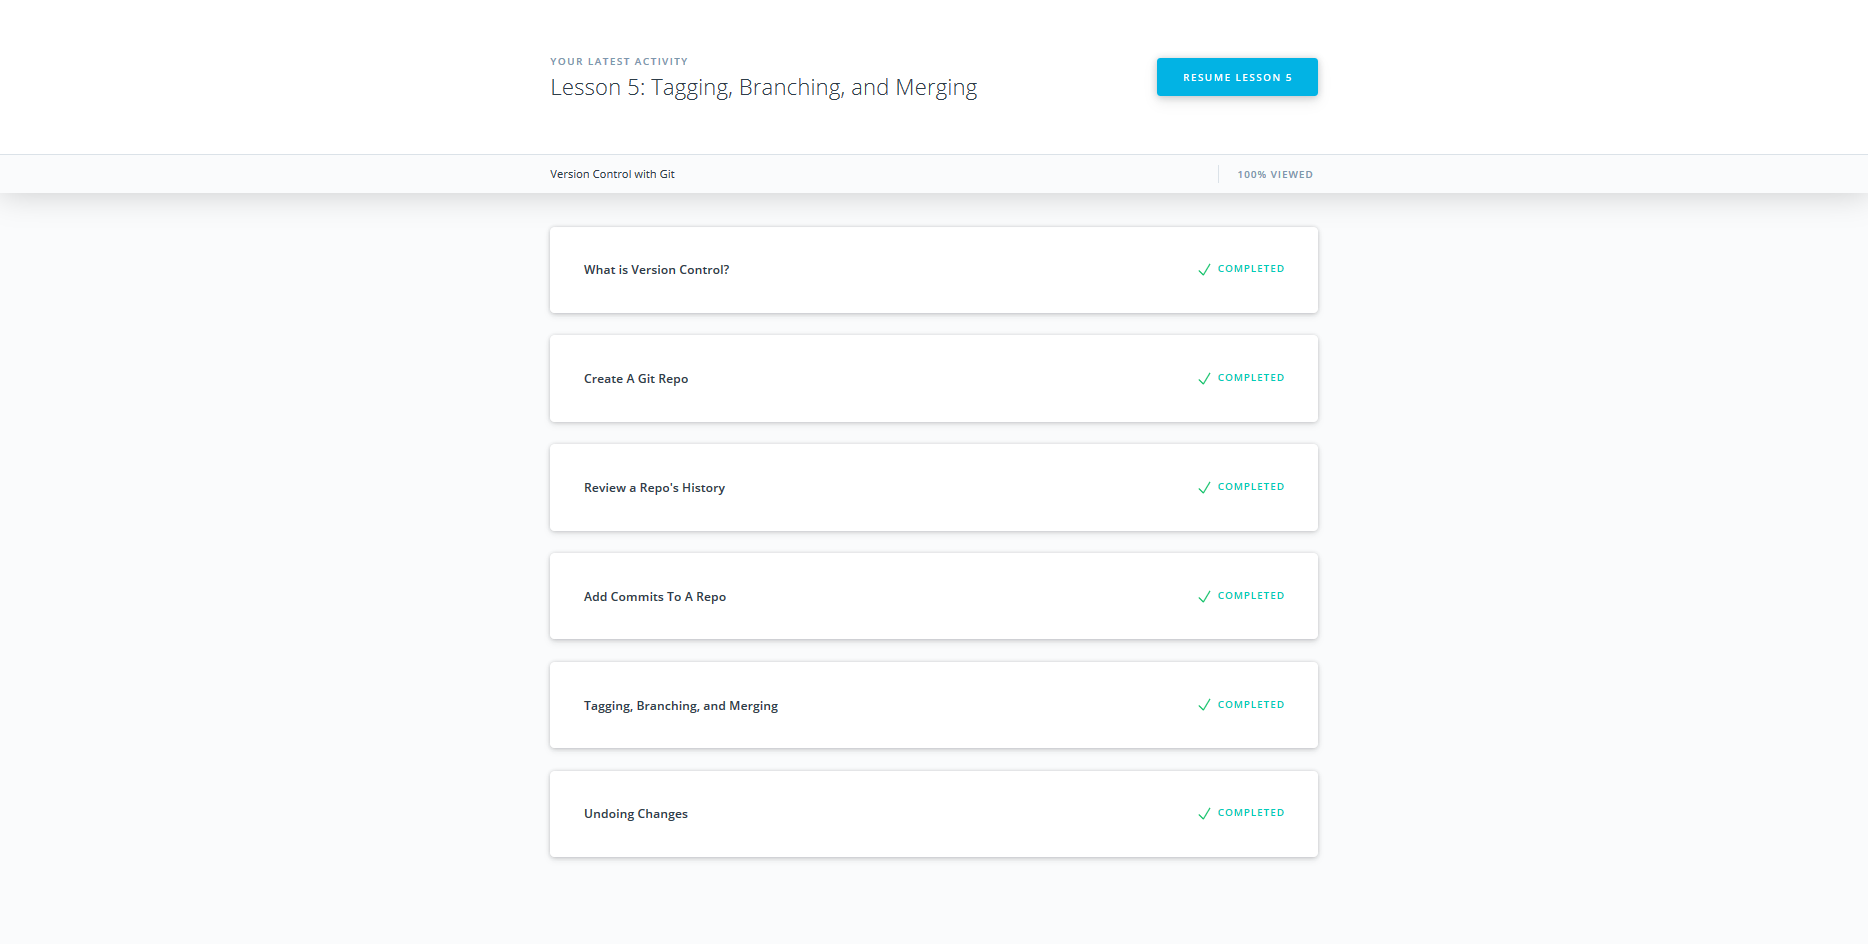 YOUR LATEST ACTIVITY
Lesson 5: Tagging, Branching, and Merging
RESUME LESSON 5
Version Control with Git
100% VIEWED
What is Version Control?
COMPLETED
Create A Git Repo
COMPLETED
Review a Repo's History
COMPLETED
Add Commits To A Repo
COMPLETED
Tagging, Branching, and Merging
COMPLETED
Undoing Changes
COMPLETED